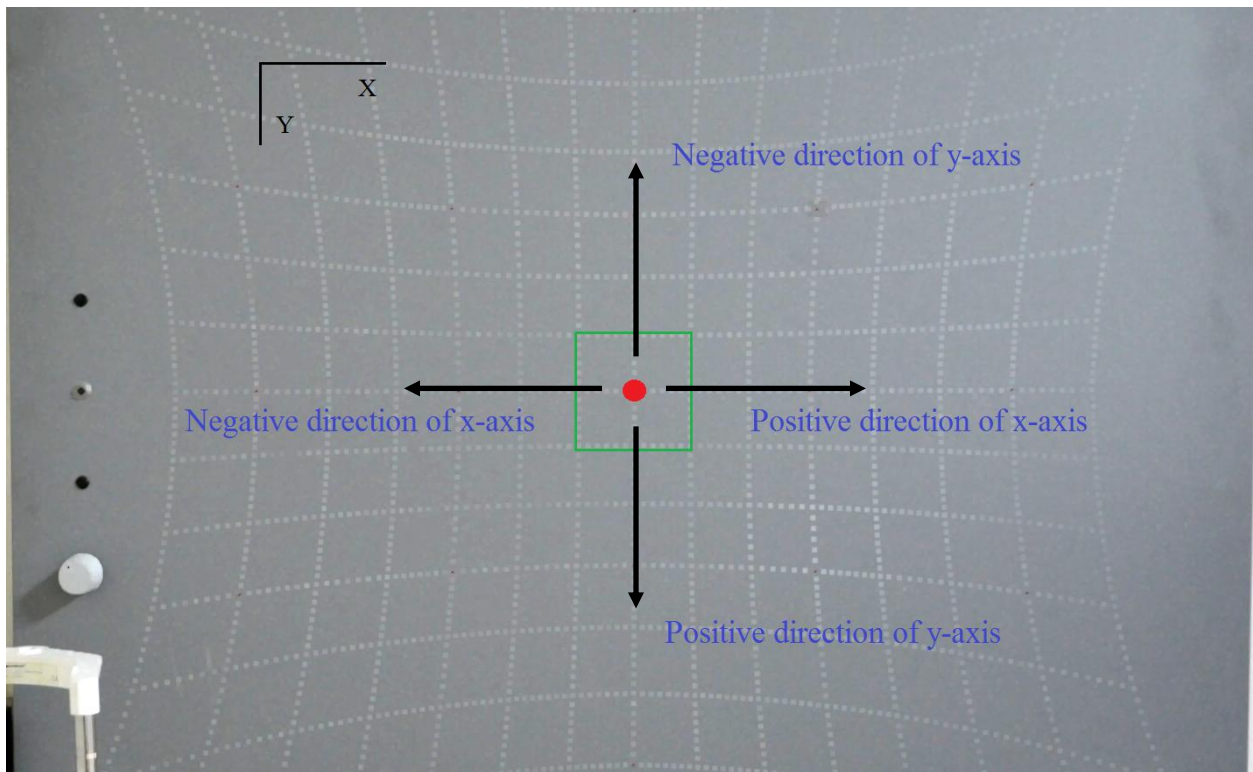 X
Y
Negative direction of y-axis
Negative direction of x-axis
Positive direction of x-axis
Positive direction of y-axis